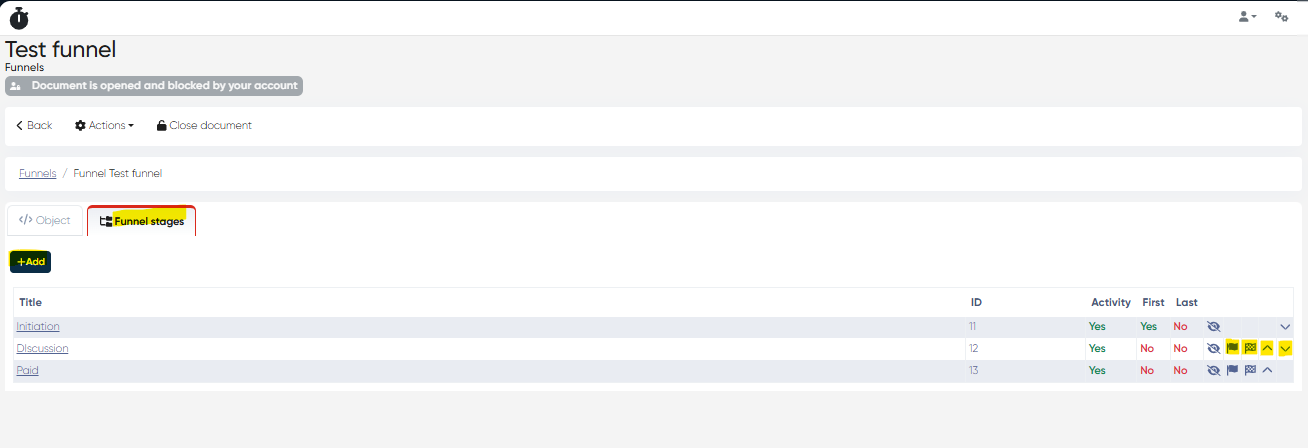 Test funnel
Funnels
Document is opened and blocked by your account
Back Actions Close document
Funnels / Funnel Test funnel
</> Object Funnel stages
+Add
Title ID Activity First Last
Initiation 11 Yes Yes No
DIscussion 12 Yes No No
Paid 13 Yes No No